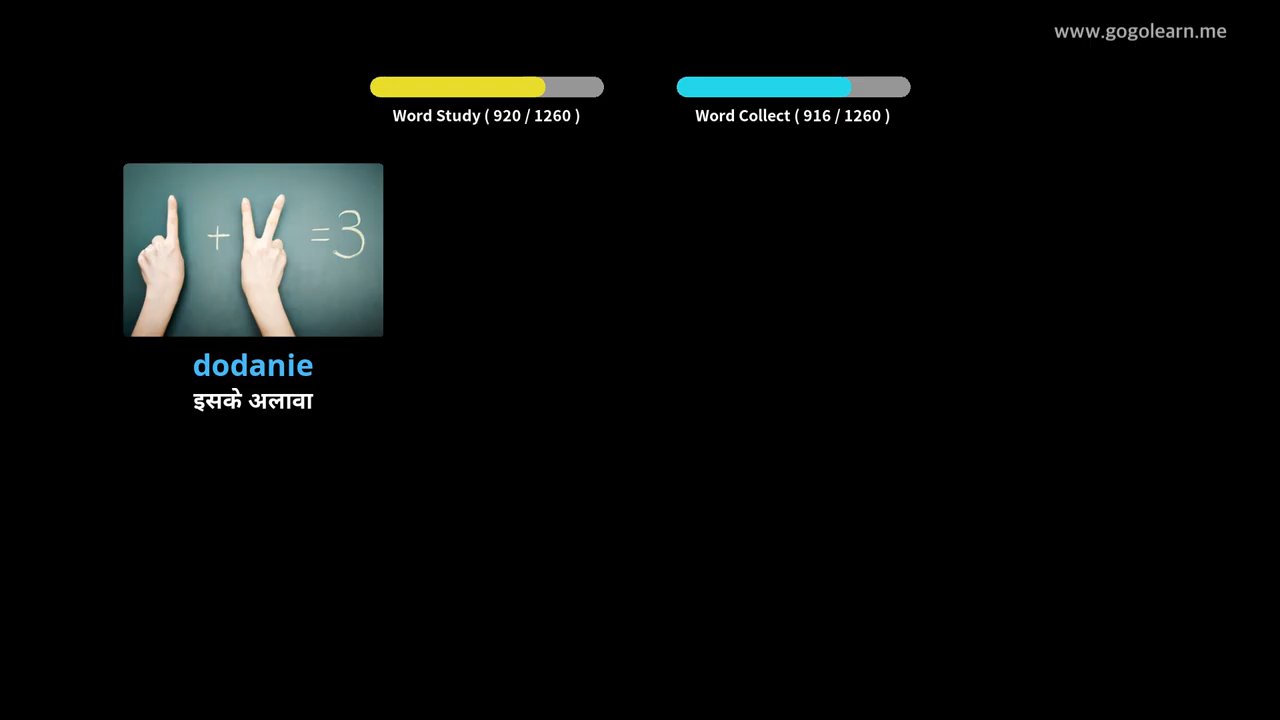 www.gogolearn.me
Word Study ( 920 / 1260 )
Word Collect ( 916 / 1260 )
+ =3
dodanie
इसके अलावा